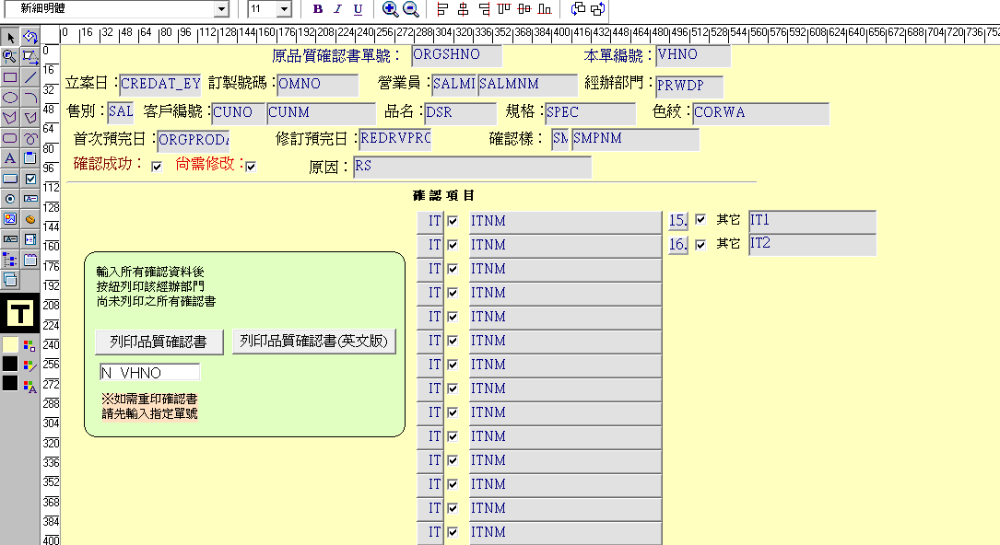 新細明體 11 B I U
0 16 32 48 64 80 96 112 128 144 160 176 192 208 224 240 256 272 288 304 320 336 352 368 384 400 416 432 448 464 480 496 512 528 544 560 576 592 608 624 640 656 672 688 704 720 736 752
0
16
32
48
64
80
96
112
128
144
160
176
192
208
224
240
256
272
288
304
320
336
352
368
384
400
原品質確認書單號： ORGSHNO 本單編號： VHNO
立案日： CREDAT_EY 訂製號碼： OMNO 營業員： SALMI SALMNM 經辦部門： PRWDP
售別： SAL 客戶編號： CUNO CUNM 品名： DSR 規格： SPEC 色紋： CORWA
首次預完日： ORGPRODA 修訂預完日： REDRVPRO 確認樣： SM SMPNM
確認成功： 尚需修改： 原因： RS
確認項目
IT ITNM 15. 其它 IT1
IT ITNM 16. 其它 IT2
IT ITNM
IT ITNM
IT ITNM
IT ITNM
IT ITNM
IT ITNM
IT ITNM
IT ITNM
IT ITNM
IT ITNM
IT ITNM
IT ITNM
輸入所有確認資料後
按紐列印該經辦部門
尚未列印之所有確認書
列印品質確認書 列印品質確認書(英文版)
N_VHNO
※如需重印確認書
請先輸入指定單號
A
T